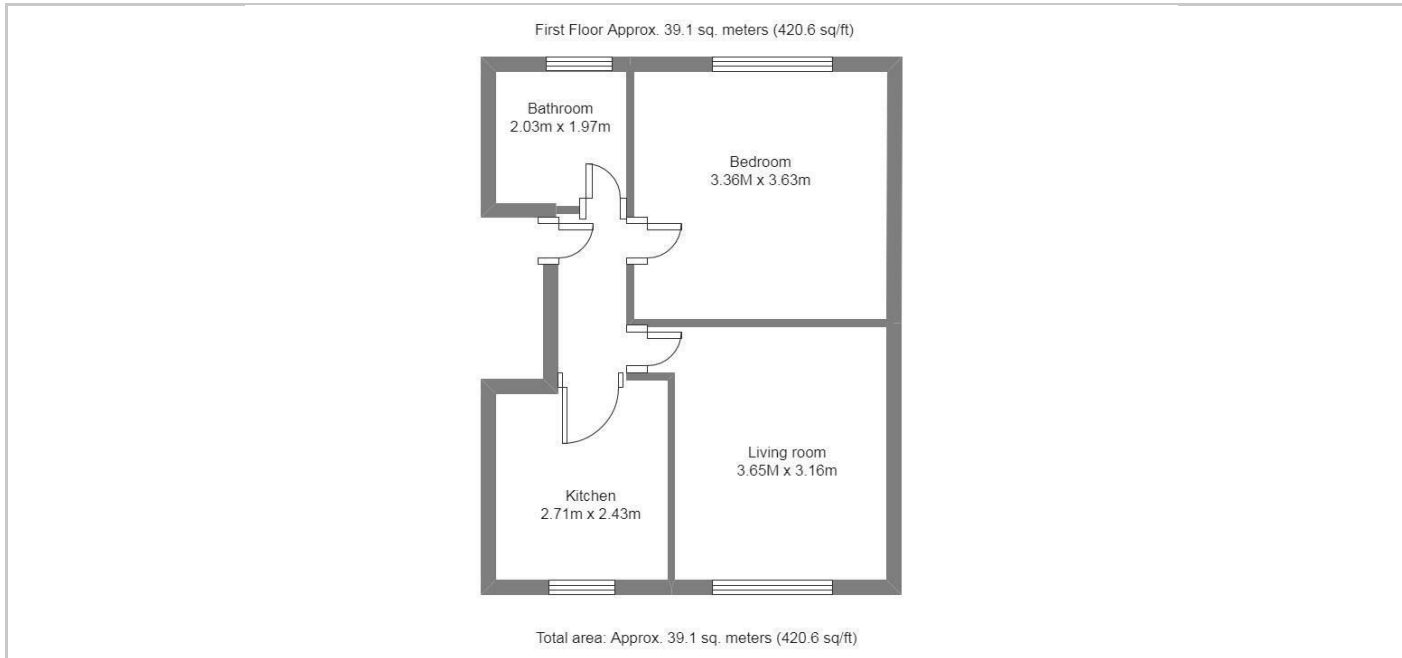 First Floor Approx. 39.1 sq. meters (420.6 sq/ft)
Bathroom
2.03m x 1.97m
Bedroom
3.36M x 3.63m
Living room
3.65M x 3.16m
Kitchen
2.71m x 2.43m
Total area: Approx. 39.1 sq. meters (420.6 sq/ft)